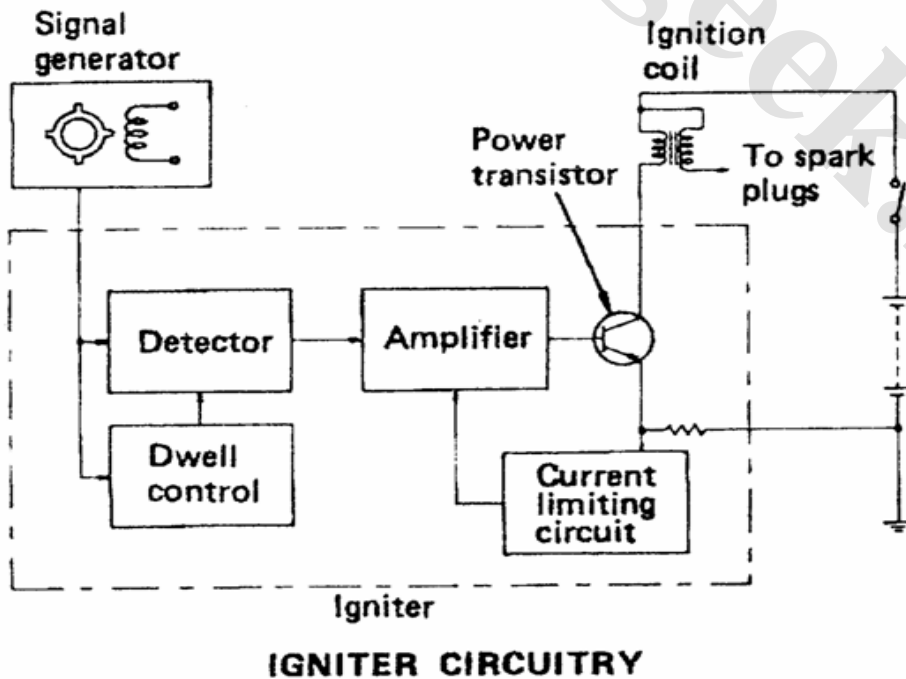 Signal
generator
Ignition
coil
Power
transistor
To spark
plugs
Detector
Amplifier
Dwell
control
Current
limiting
circuit
Igniter
IGNITER CIRCUITRY